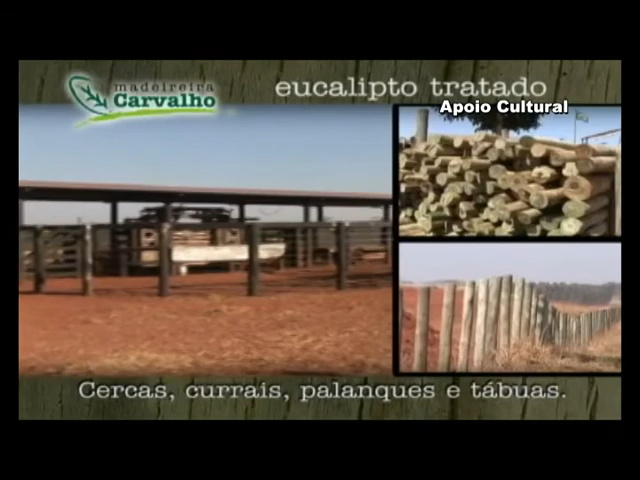 madeireira
Carvalho
eucalipto tratado
Apoio Cultural
Cercas, currais, palanques e tábuas.